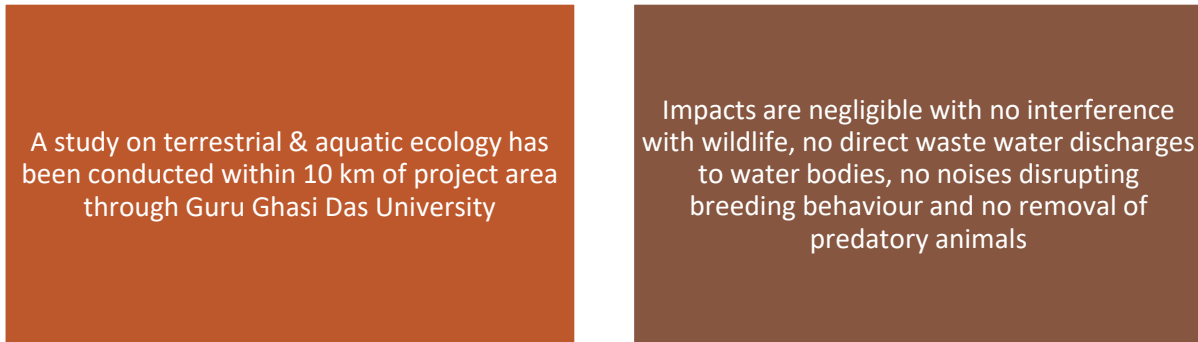 A study on terrestrial & aquatic ecology has
been conducted within 10 km of project area
through Guru Ghasi Das University
Impacts are negligible with no interference
with wildlife, no direct waste water discharges
to water bodies, no noises disrupting
breeding behaviour and no removal of
predatory animals